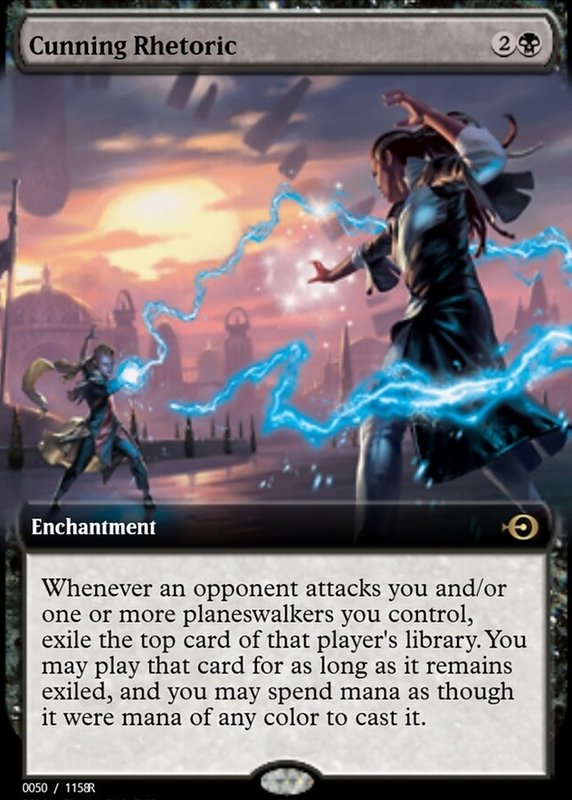 Cunning Rhetoric
2
Enchantment
Whenever an opponent attacks you and/or
one or more planeswalkers you control,
exile the top card of that player's library. You
may play that card for as long as it remains
exiled, and you may spend mana as though
it were mana of any color to cast it.
0050 / 1158R